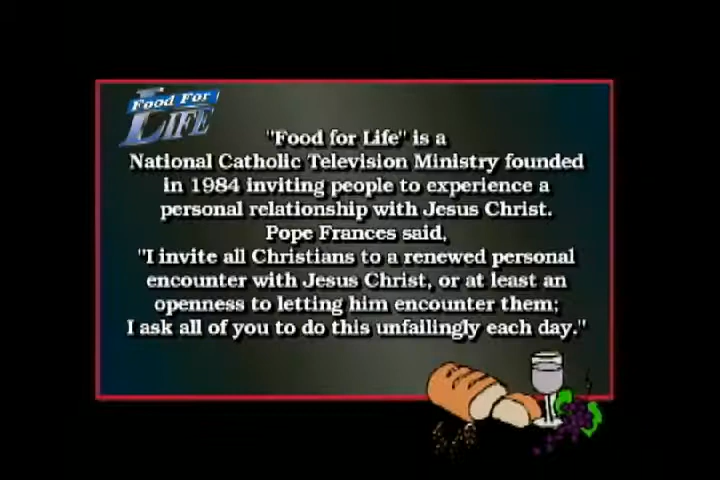 Food For
LIFE
"Food for Life" is a
National Catholic Television Ministry founded
in 1984 inviting people to experience a
personal relationship with Jesus Christ.
Pope Frances said,
"I invite all Christians to a renewed personal
encounter with Jesus Christ, or at least an
openness to letting him encounter them;
I ask all of you to do this unfailingly each day."